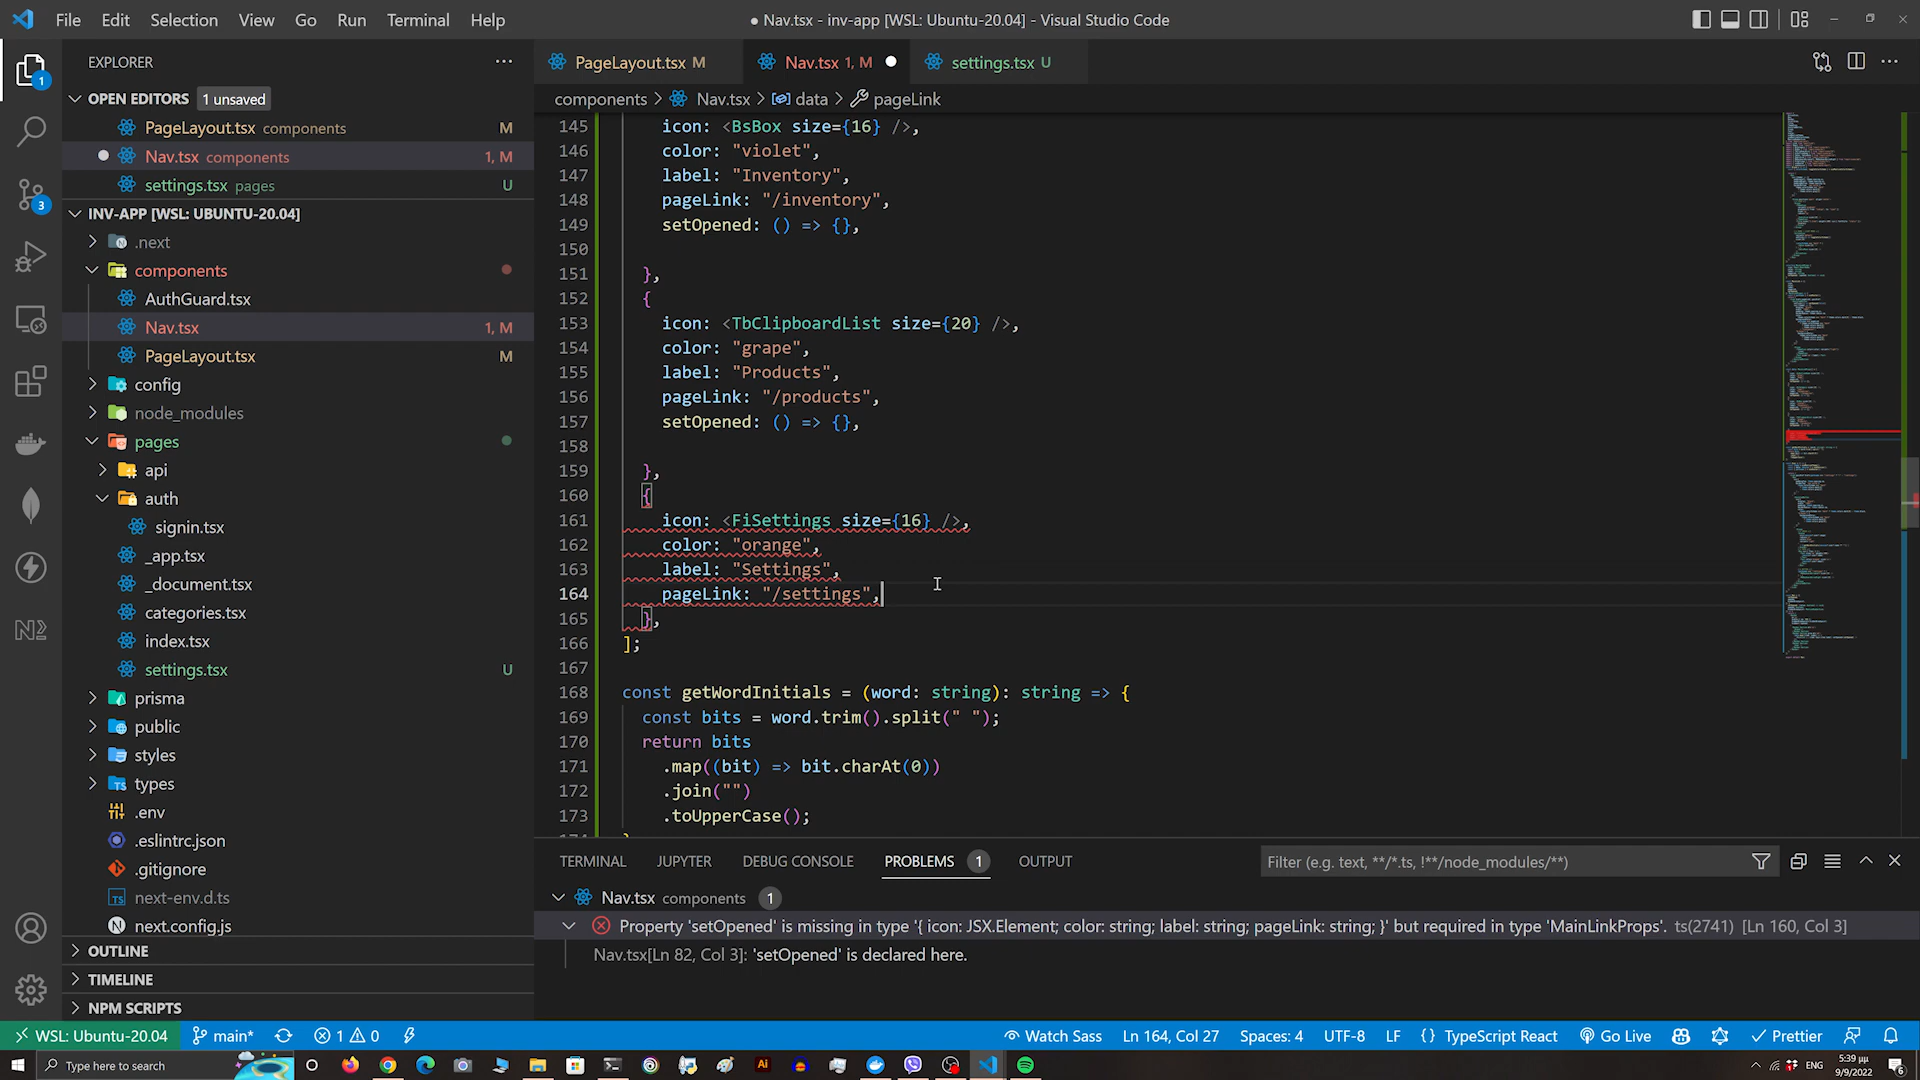 File Edit Selection View Go Run Terminal Help
● Nav.tsx - inv-app [WSL: Ubuntu-20.04] - Visual Studio Code
EXPLORER
OPEN EDITORS 1 unsaved
PageLayout.tsx components M
Nav.tsx components 1, M
settings.tsx pages U
INV-APP [WSL: UBUNTU-20.04]
.next
components
AuthGuard.tsx
Nav.tsx 1, M
PageLayout.tsx M
config
node_modules
pages
api
auth
signin.tsx
_app.tsx
_document.tsx
categories.tsx
index.tsx
settings.tsx U
prisma
public
styles
types
.env
.eslintrc.json
.gitignore
next-env.d.ts
next.config.js
OUTLINE
TIMELINE
NPM SCRIPTS
1
3
PageLayout.tsx M
Nav.tsx 1, M
settings.tsx U
components > Nav.tsx > data > pageLink
145 icon: <BsBox size={16} />,
146 color: "violet",
147 label: "Inventory",
148 pageLink: "/inventory",
149 setOpened: () => {},
150
151 },
152 {
153 icon: <TbClipboardList size={20} />,
154 color: "grape",
155 label: "Products",
156 pageLink: "/products",
157 setOpened: () => {},
158
159 },
160 {
161 icon: <FiSettings size={16} />,
162 color: "orange",
163 label: "Settings",
164 pageLink: "/settings",
165 },
166 ];
167
168 const getWordInitials = (word: string): string => {
169 const bits = word.trim().split(" ");
170 return bits
171 .map((bit) => bit.charAt(0))
172 .join("")
173 .toUpperCase();
TERMINAL JUPYTER DEBUG CONSOLE PROBLEMS 1 OUTPUT
Filter (e.g. text, **/*.ts, !**/node_modules/**)
Nav.tsx components 1
Property 'setOpened' is missing in type '{ icon: JSX.Element; color: string; label: string; pageLink: string; }' but required in type 'MainLinkProps'. ts(2741) [Ln 160, Col 3]
Nav.tsx[Ln 82, Col 3]: 'setOpened' is declared here.
WSL: Ubuntu-20.04 main* 1 0
Watch Sass Ln 164, Col 27 Spaces: 4 UTF-8 LF {} TypeScript React Go Live Prettier
Type here to search
ENG
5:39 μμ
9/9/2022
6